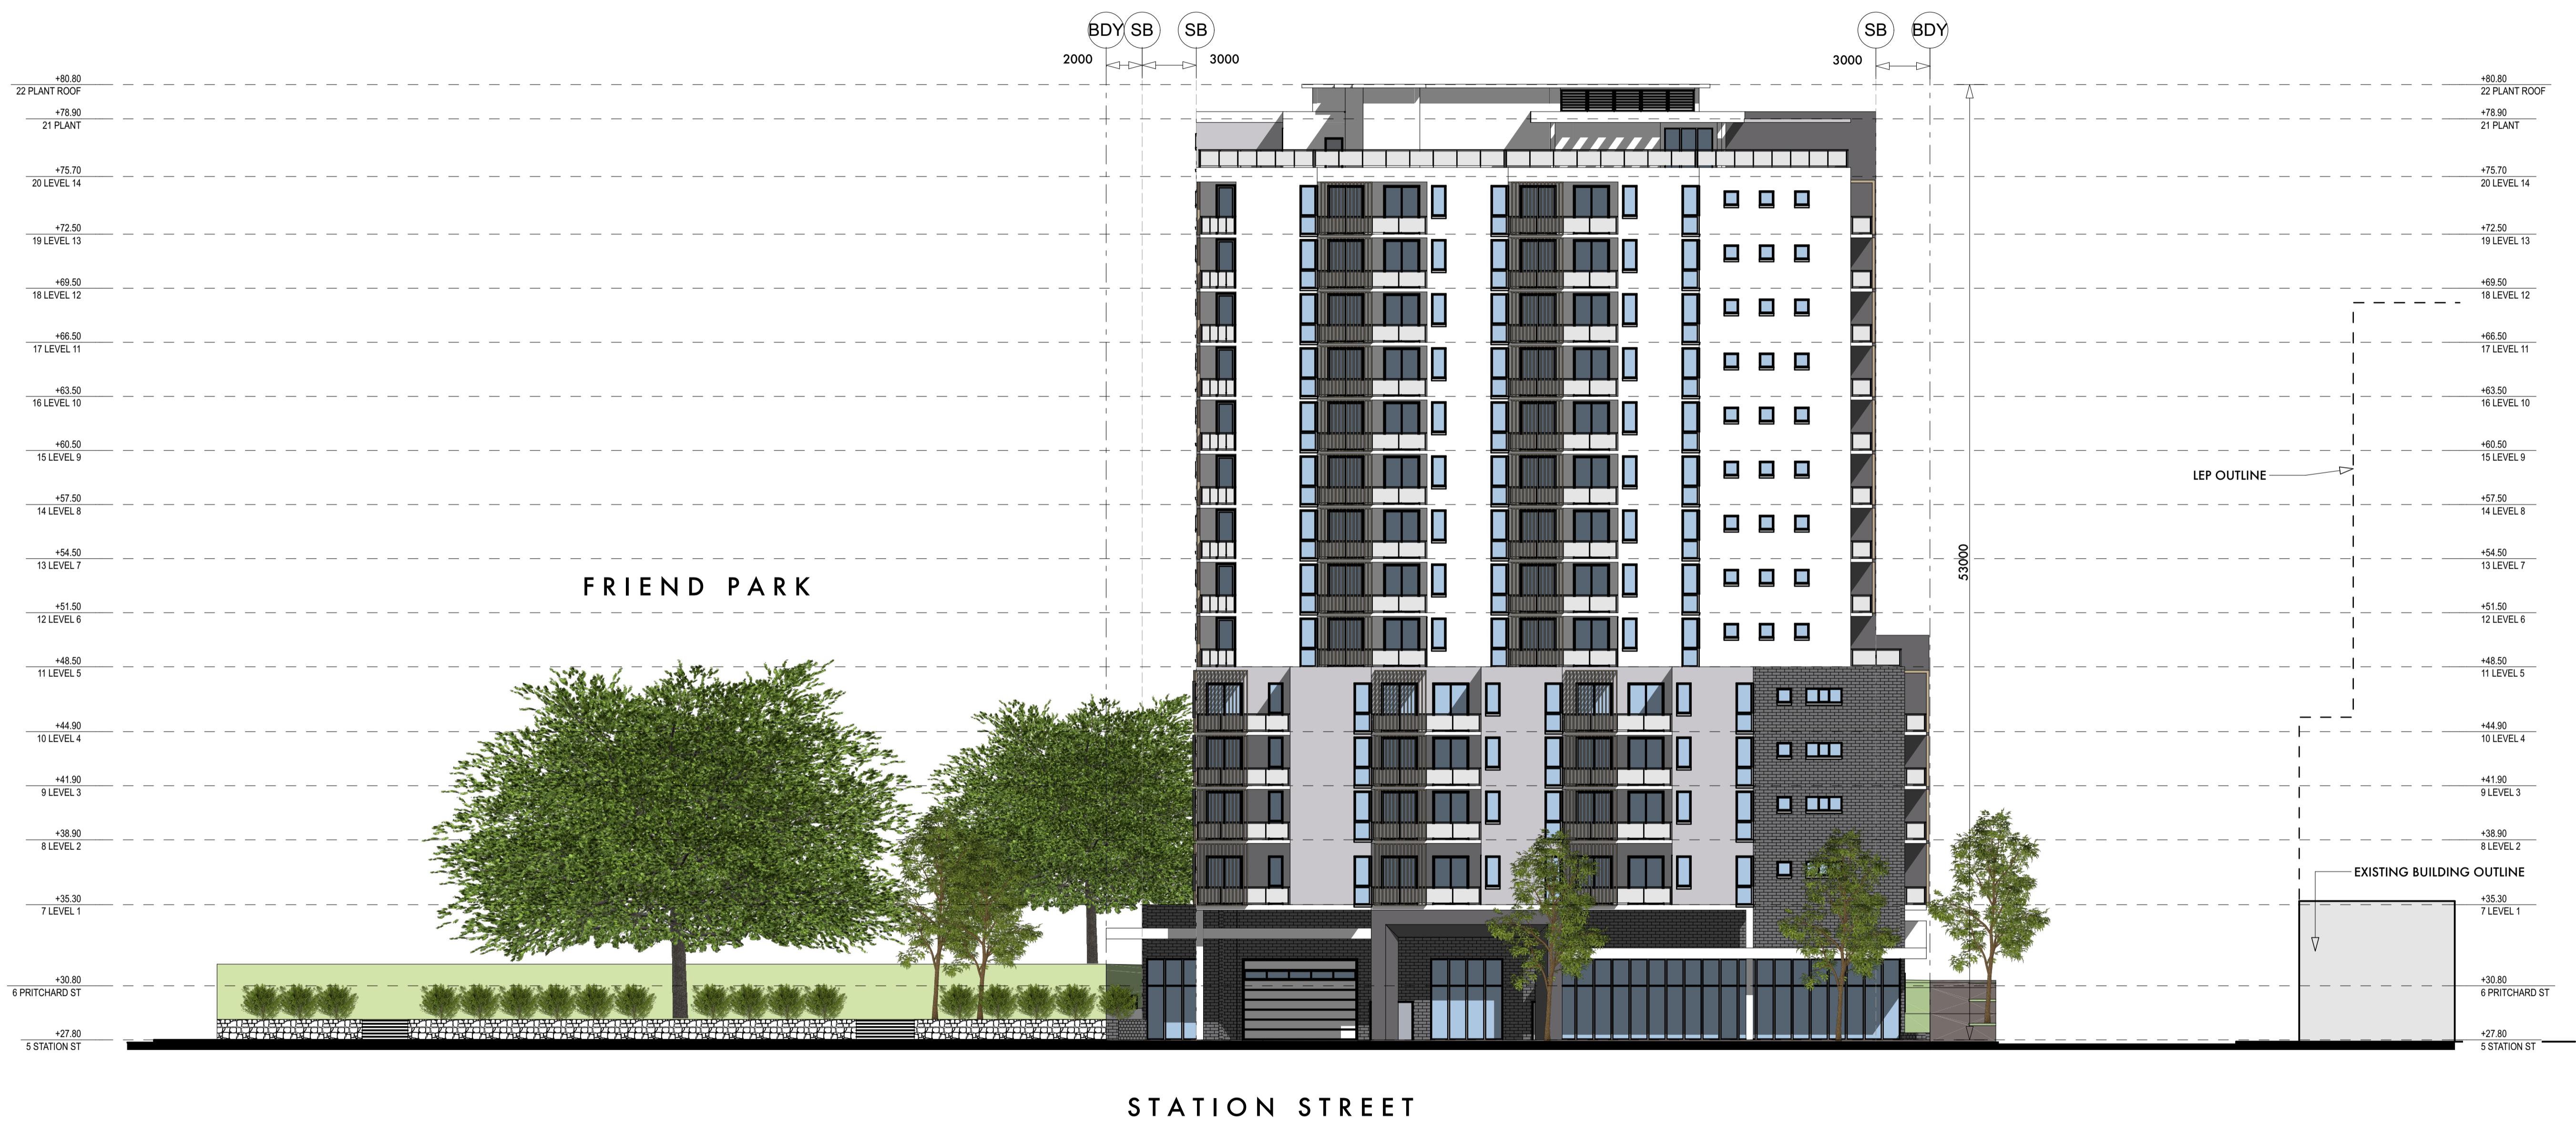 BDY SB SB SB BDY
2000 3000 3000
+80.80
22 PLANT ROOF
+78.90
21 PLANT
+75.70
20 LEVEL 14
+72.50
19 LEVEL 13
+69.50
18 LEVEL 12
+66.50
17 LEVEL 11
+63.50
16 LEVEL 10
+60.50
15 LEVEL 9
+57.50
14 LEVEL 8
+54.50
13 LEVEL 7
+51.50
12 LEVEL 6
+48.50
11 LEVEL 5
+44.90
10 LEVEL 4
+41.90
9 LEVEL 3
+38.90
8 LEVEL 2
+35.30
7 LEVEL 1
+30.80
6 PRITCHARD ST
+27.80
5 STATION ST
FRIEND PARK
53000
LEP OUTLINE
EXISTING BUILDING OUTLINE
+80.80
22 PLANT ROOF
+78.90
21 PLANT
+75.70
20 LEVEL 14
+72.50
19 LEVEL 13
+69.50
18 LEVEL 12
+66.50
17 LEVEL 11
+63.50
16 LEVEL 10
+60.50
15 LEVEL 9
+57.50
14 LEVEL 8
+54.50
13 LEVEL 7
+51.50
12 LEVEL 6
+48.50
11 LEVEL 5
+44.90
10 LEVEL 4
+41.90
9 LEVEL 3
+38.90
8 LEVEL 2
+35.30
7 LEVEL 1
+30.80
6 PRITCHARD ST
+27.80
5 STATION ST
STATION STREET